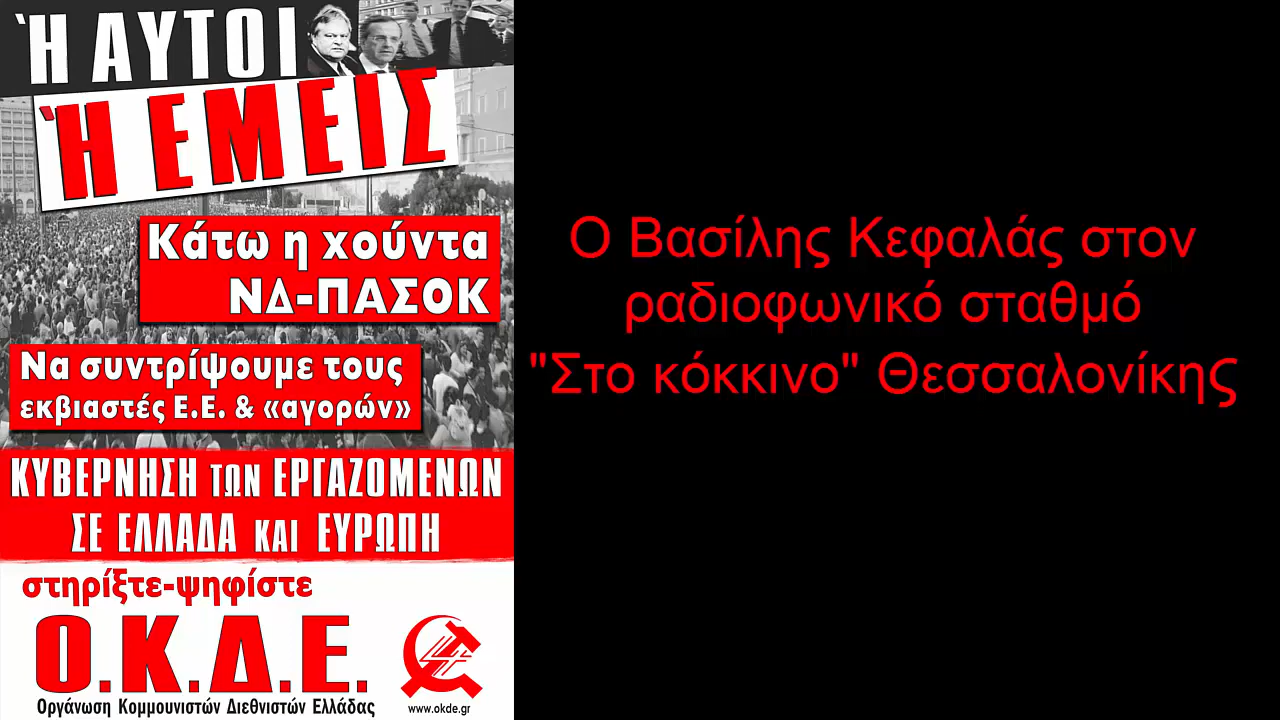 Ή ΑΥΤΟΙ
Ή ΕΜΕΙΣ
Κάτω η χούντα
ΝΔ-ΠΑΣΟΚ
Να συντρίψουμε τους
εκβιαστές Ε.Ε. & «αγορών»
ΚΥΒΕΡΝΗΣΗ ΤΩΝ ΕΡΓΑΖΟΜΕΝΩΝ
ΣΕ ΕΛΛΑΔΑ ΚΑΙ ΕΥΡΩΠΗ
στηρίξτε-ψηφίστε
Ο.Κ.Δ.Ε.
Οργάνωση Κομμουνιστών Διεθνιστών Ελλάδας
www.okde.gr
Ο Βασίλης Κεφαλάς στον
ραδιοφωνικό σταθμό
"Στο κόκκινο" Θεσσαλονίκης